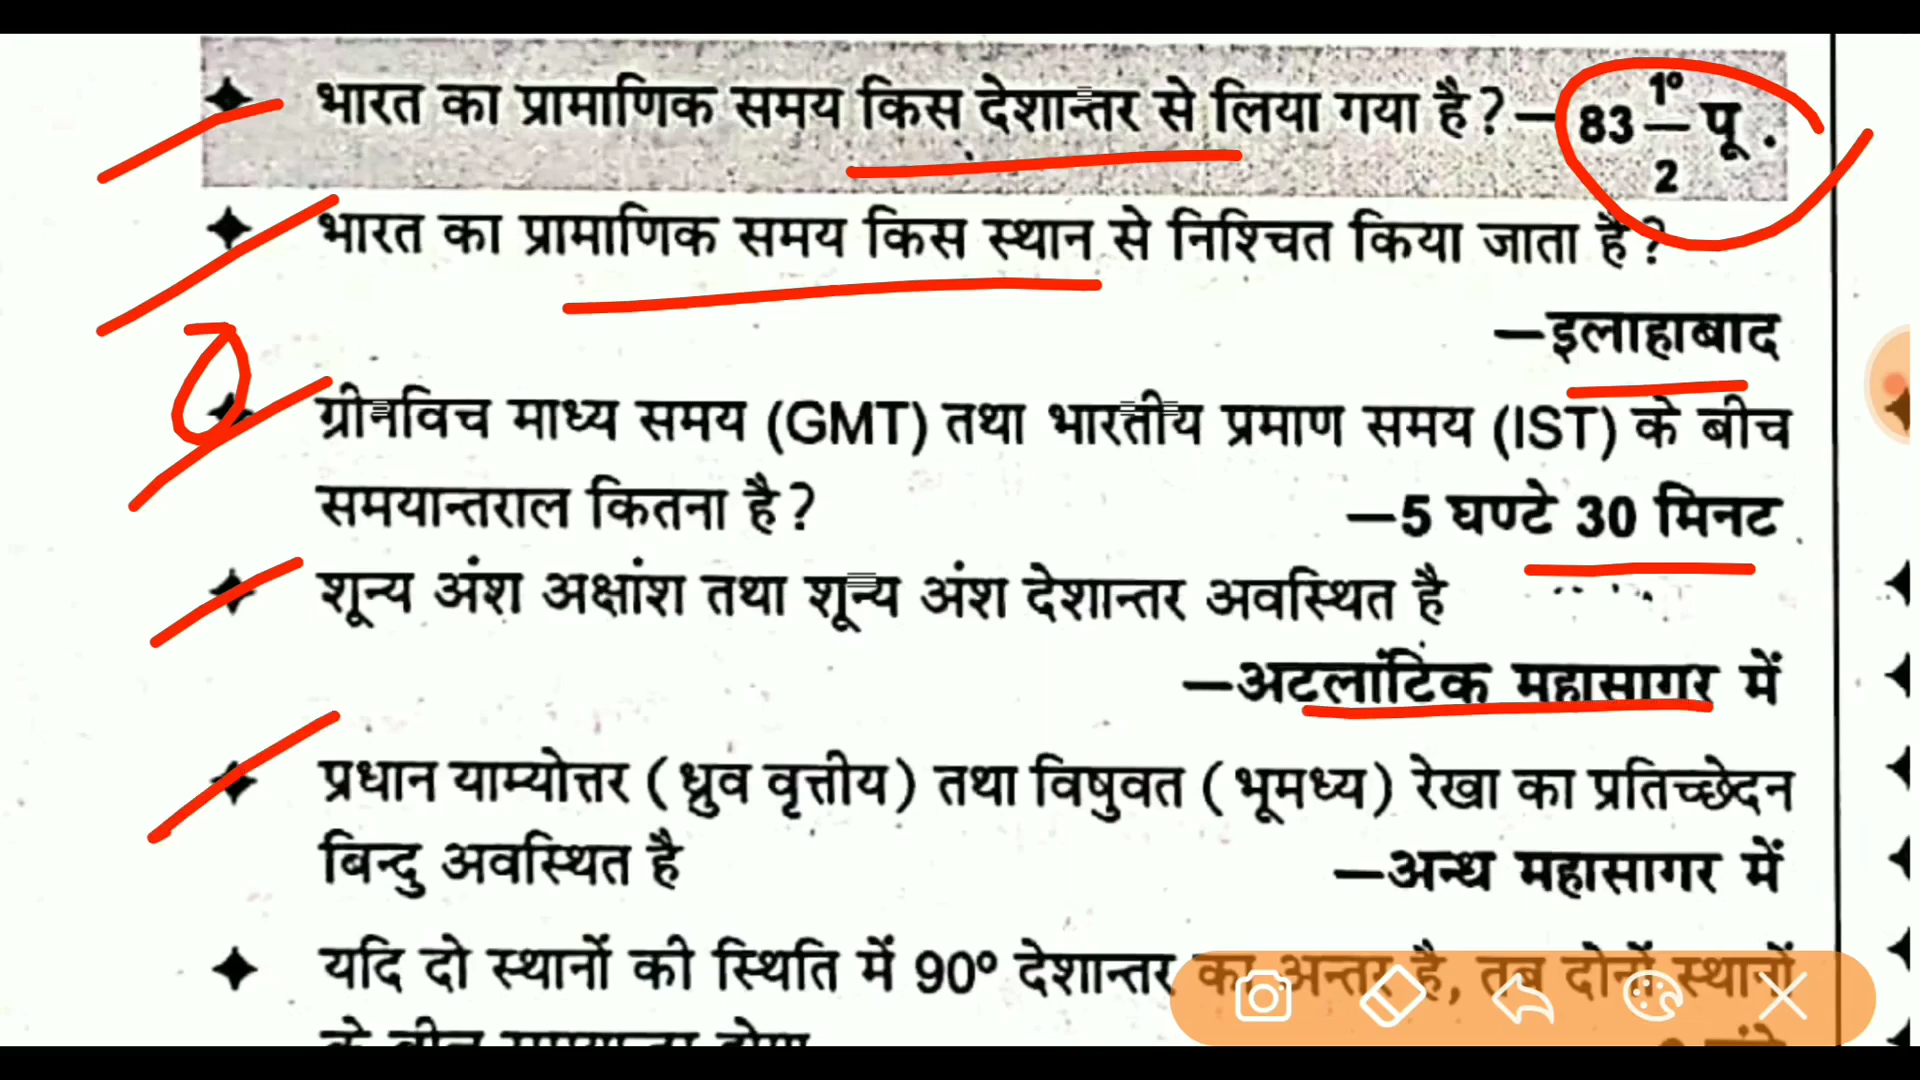 भारत का प्रामाणिक समय किस देशान्तर से लिया गया है?—83 1°/2 पू.
भारत का प्रामाणिक समय किस स्थान से निश्चित किया जाता है?
—इलाहाबाद
ग्रीनविच माध्य समय (GMT) तथा भारतीय प्रमाण समय (IST) के बीच
समयान्तराल कितना है? —5 घण्टे 30 मिनट
शून्य अंश अक्षांश तथा शून्य अंश देशान्तर अवस्थित है
—अटलांटिक महासागर में
प्रधान याम्योत्तर (ध्रुव वृत्तीय) तथा विषुवत (भूमध्य) रेखा का प्रतिच्छेदन
बिन्दु अवस्थित है —अन्ध महासागर में
यदि दो स्थानों की स्थिति में 90° देशान्तर का अन्तर है, तब दोनों स्थानों